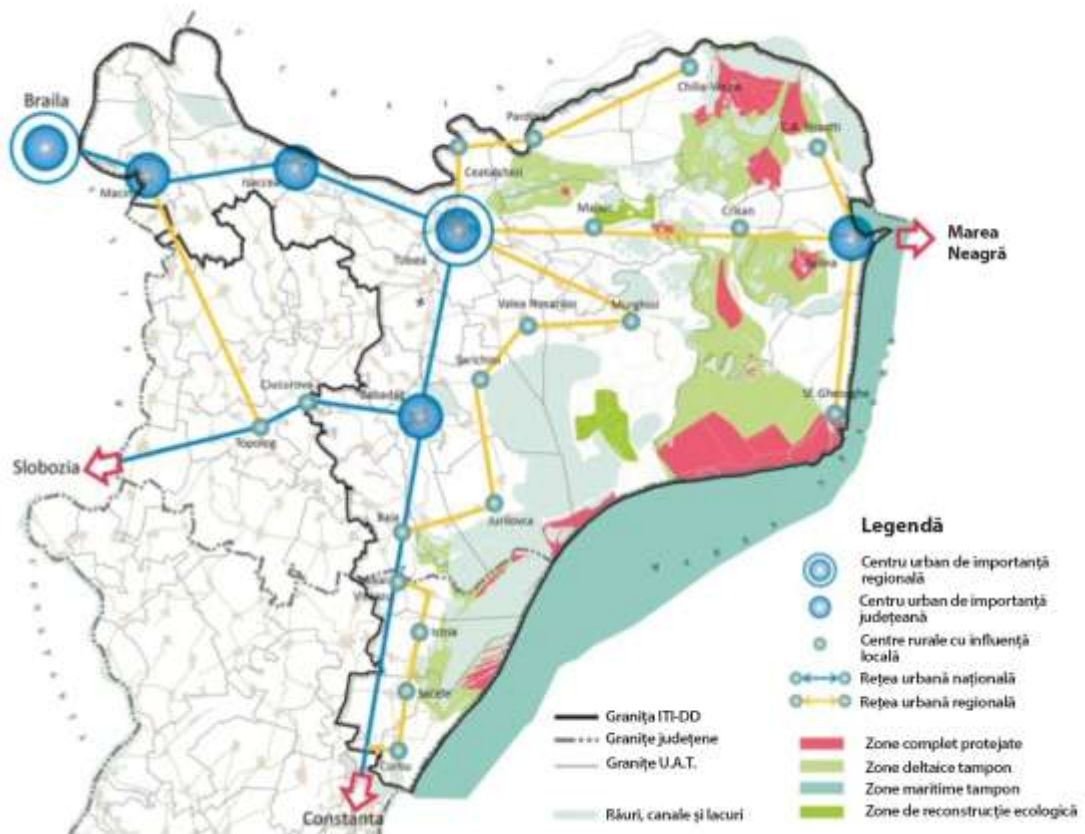 Braila
Chilia Veche
Pardina
C.A. Rosetti
Ceatalchioi
Isaccea
Macin
Maliuc
Crisan
Marea
Neagră
Tulcea
Sulina
Valea Nucarilor
Murghiol
Sarichioi
Ciucurova
Babadag
Sf. Gheorghe
Topolog
Slobozia
Jurilovca
Baia
Istria
Sacele
Corbu
Constanta
Legendă
Centru urban de importanță
regională
Centru urban de importanță
județeană
Centre rurale cu influență
locală
Rețea urbană națională
Rețea urbană regională
Granița ITI-DD
Granițe județene
Granițe U.A.T.
Râuri, canale și lacuri
Zone complet protejate
Zone deltaice tampon
Zone maritime tampon
Zone de reconstrucție ecologică